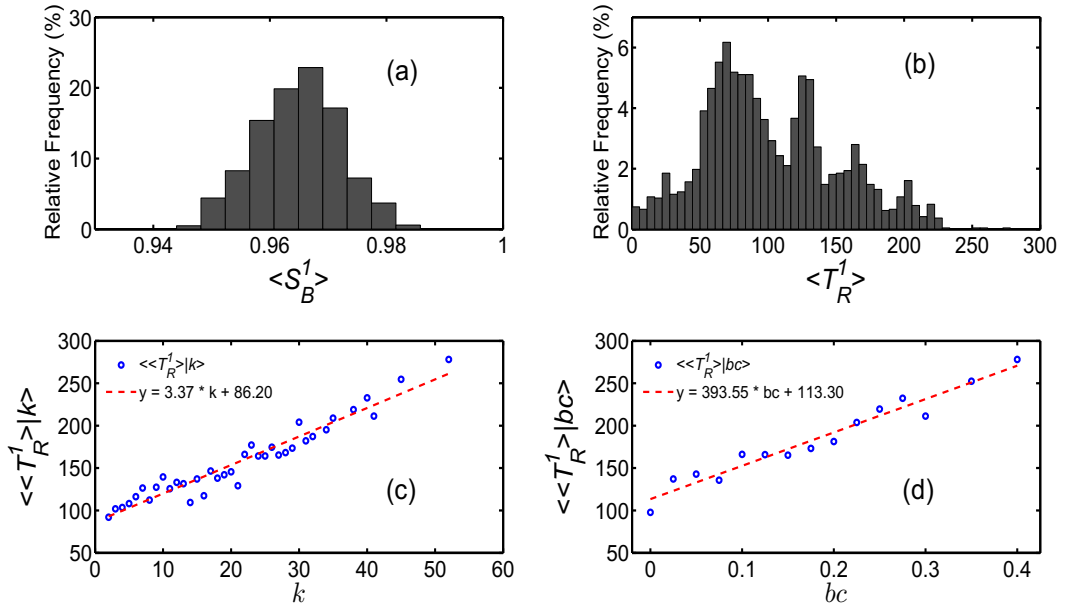 30
20
10
0
Relative Frequency (%)
(a)
0.94
0.96
0.98
1
<S_B^1>
6
4
2
0
Relative Frequency (%)
(b)
0
50
100
150
200
250
300
<T_R^1>
300
250
200
150
100
50
<<T_R^1>|k>
<<T_R^1>|k>
y = 3.37 * k + 86.20
(c)
0
10
20
30
40
50
60
k
300
250
200
150
100
50
<<T_R^1>|bc>
<<T_R^1>|bc>
y = 393.55 * bc + 113.30
(d)
0
0.1
0.2
0.3
0.4
bc